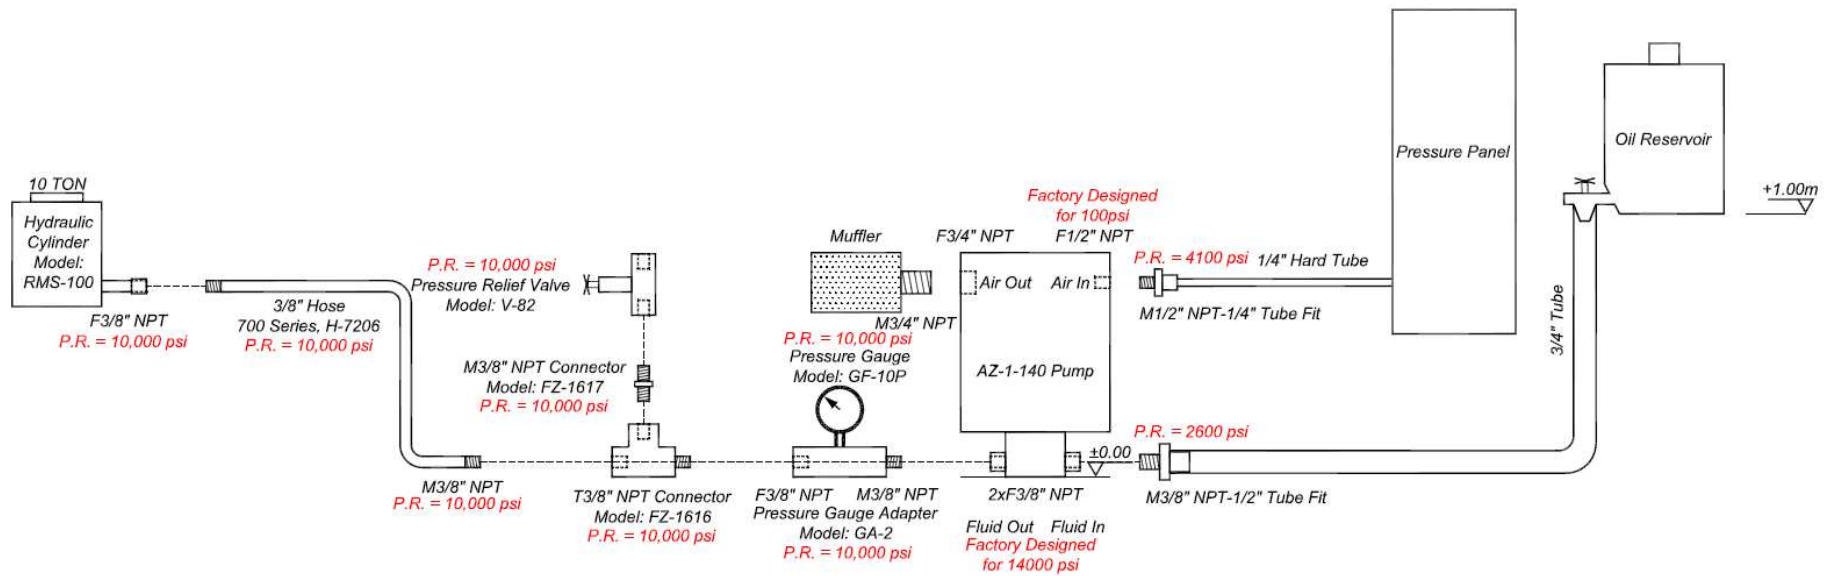 10 TON
Hydraulic
Cylinder
Model:
RMS-100
F3/8" NPT
P.R. = 10,000 psi
3/8" Hose
700 Series, H-7206
P.R. = 10,000 psi
M3/8" NPT
P.R. = 10,000 psi
P.R. = 10,000 psi
Pressure Relief Valve
Model: V-82
M3/8" NPT Connector
Model: FZ-1617
P.R. = 10,000 psi
T3/8" NPT Connector
Model: FZ-1616
P.R. = 10,000 psi
Muffler
M3/4" NPT
P.R. = 10,000 psi
Pressure Gauge
Model: GF-10P
F3/8" NPT
M3/8" NPT
Pressure Gauge Adapter
Model: GA-2
P.R. = 10,000 psi
Factory Designed
for 100psi
F3/4" NPT
F1/2" NPT
Air Out
Air In
AZ-1-140 Pump
±0.00
2xF3/8" NPT
Fluid Out
Fluid In
Factory Designed
for 14000 psi
P.R. = 4100 psi
1/4" Hard Tube
M1/2" NPT-1/4" Tube Fit
P.R. = 2600 psi
M3/8" NPT-1/2" Tube Fit
Pressure Panel
3/4" Tube
Oil Reservoir
+1.00m